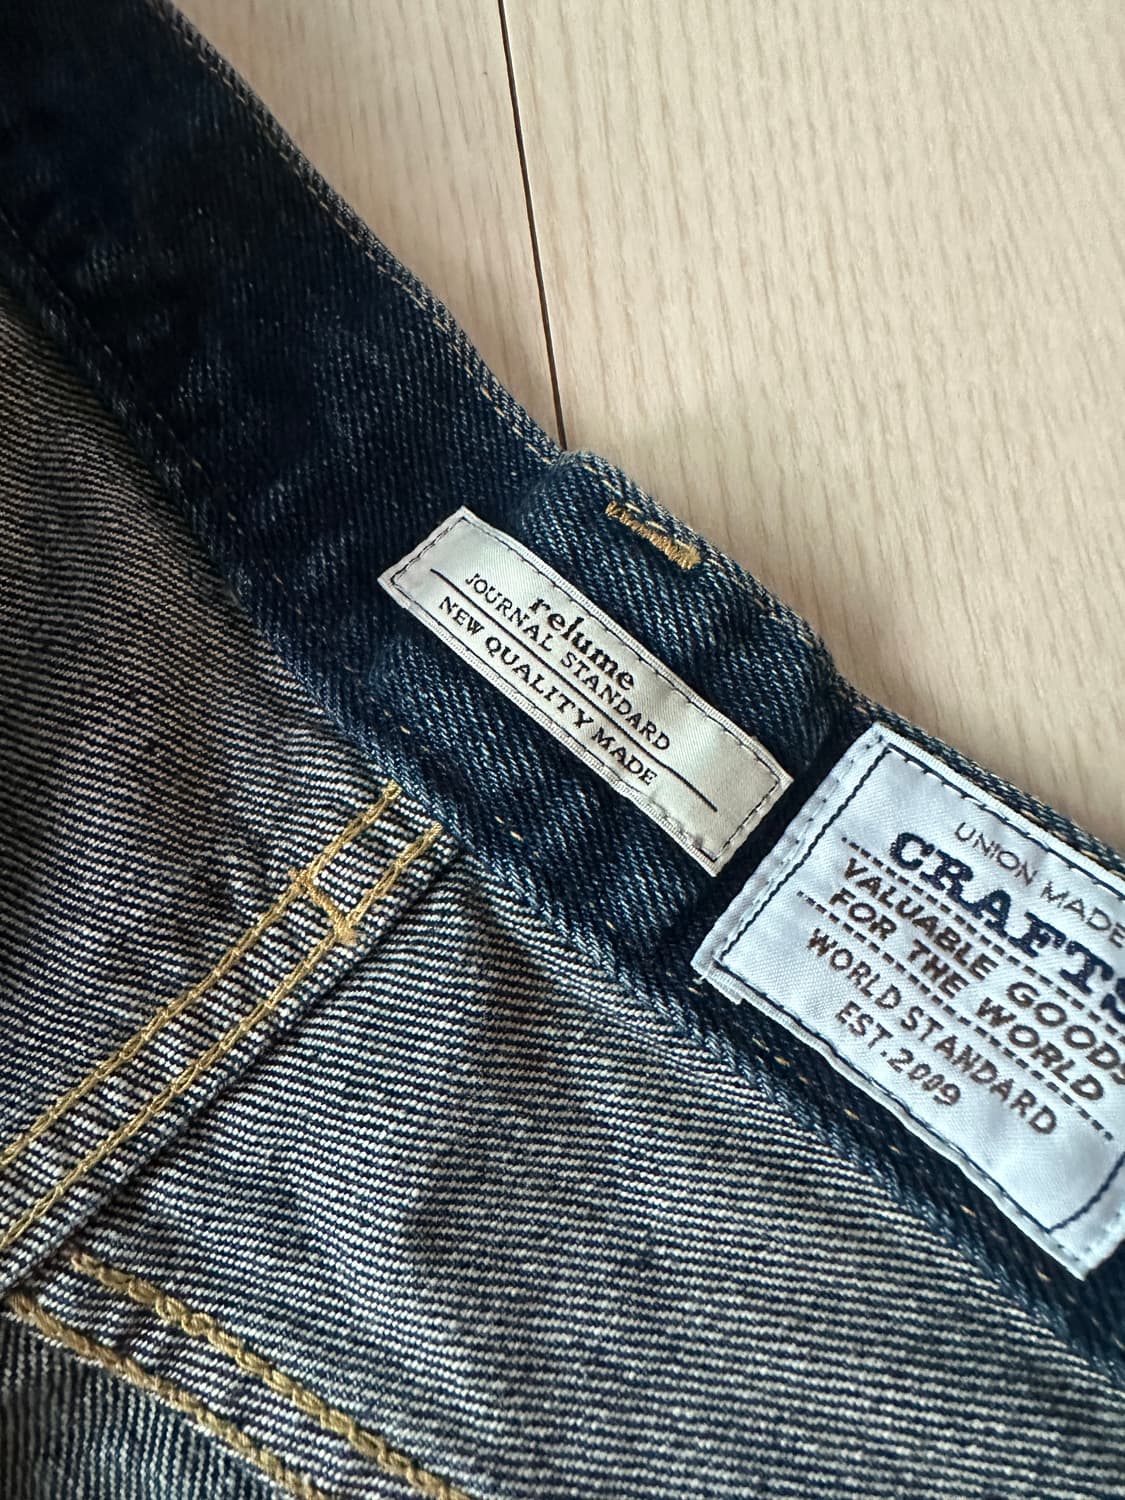 relume
JOURNAL STANDARD
NEW QUALITY MADE
UNION MADE
CRAFTS
VALUABLE GOODS
FOR THE WORLD
WORLD STANDARD
EST.2009